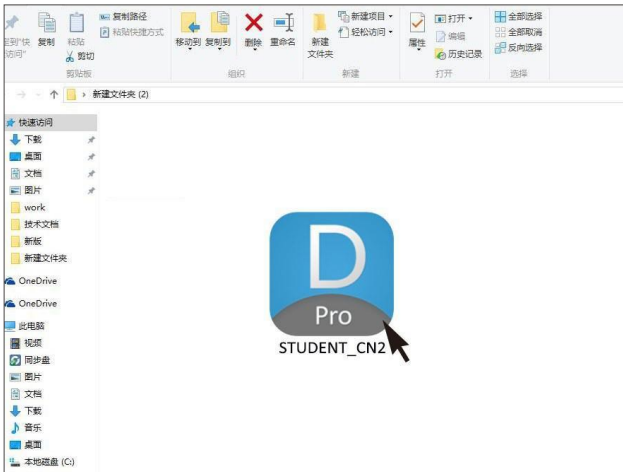 复制
粘贴
复制路径
粘贴快捷方式
剪切
访问"
剪贴板
移动到
复制到
删除
重命名
组织
新建
文件夹
新建项目
轻松访问
新建
属性
打开
编辑
历史记录
打开
全部选择
全部取消
反向选择
选择
新建文件夹 (2)
快速访问
下载
桌面
文档
图片
work
技术文档
新版
新建文件夹
OneDrive
OneDrive
此电脑
视频
同步盘
图片
文档
下载
音乐
桌面
本地磁盘 (C:)
D
Pro
STUDENT_CN2